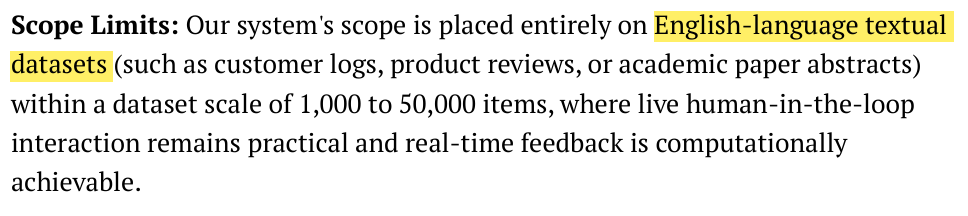 Scope Limits: Our system's scope is placed entirely on English-language textual
datasets (such as customer logs, product reviews, or academic paper abstracts)
within a dataset scale of 1,000 to 50,000 items, where live human-in-the-loop
interaction remains practical and real-time feedback is computationally
achievable.